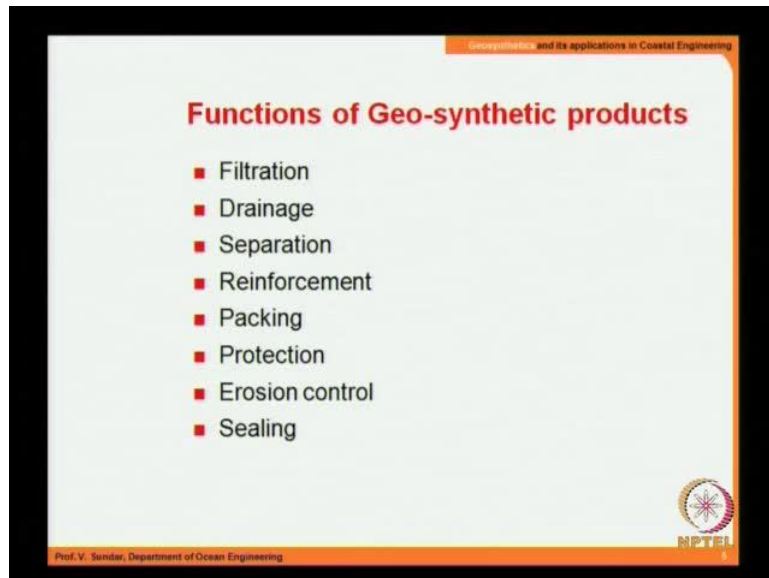 Geosynthetics and its applications in Coastal Engineering
Functions of Geo-synthetic products
Filtration
Drainage
Separation
Reinforcement
Packing
Protection
Erosion control
Sealing
NPTEL
Prof. V. Sundar, Department of Ocean Engineering
6